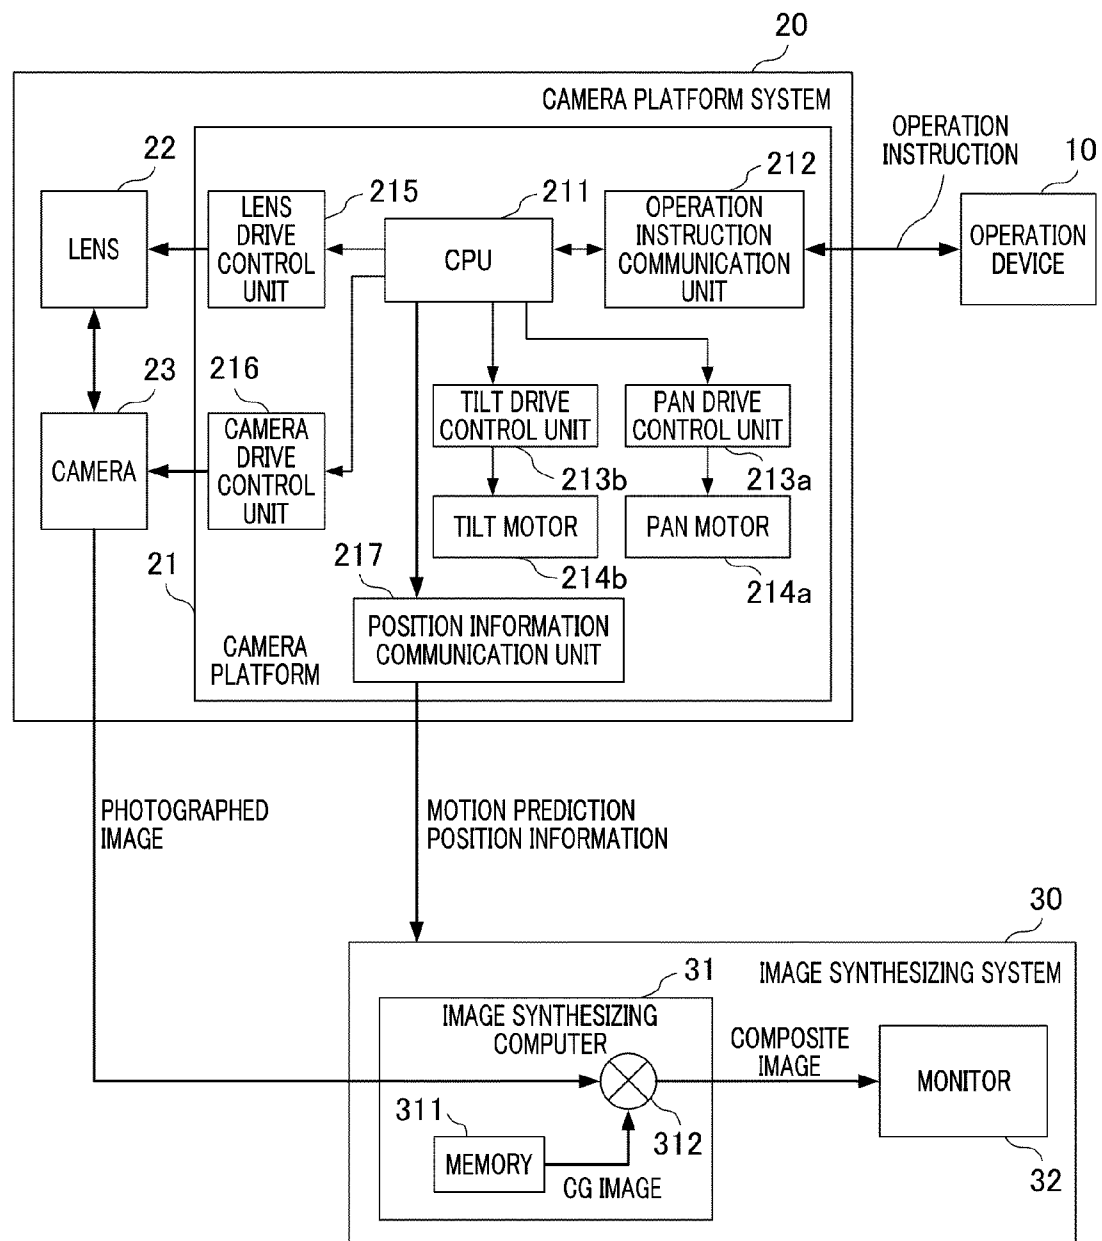 20
CAMERA PLATFORM SYSTEM
OPERATION
INSTRUCTION
10
22
215
211
212
LENS
LENS
DRIVE
CONTROL
UNIT
CPU
OPERATION
INSTRUCTION
COMMUNICATION
UNIT
OPERATION
DEVICE
23
216
CAMERA
CAMERA
DRIVE
CONTROL
UNIT
TILT DRIVE
CONTROL UNIT
PAN DRIVE
CONTROL UNIT
213b
213a
TILT MOTOR
PAN MOTOR
214b
214a
21
217
CAMERA
PLATFORM
POSITION INFORMATION
COMMUNICATION UNIT
PHOTOGRAPHED
IMAGE
MOTION PREDICTION
POSITION INFORMATION
30
IMAGE SYNTHESIZING SYSTEM
31
IMAGE SYNTHESIZING
COMPUTER
COMPOSITE
IMAGE
MONITOR
311
312
MEMORY
CG IMAGE
32